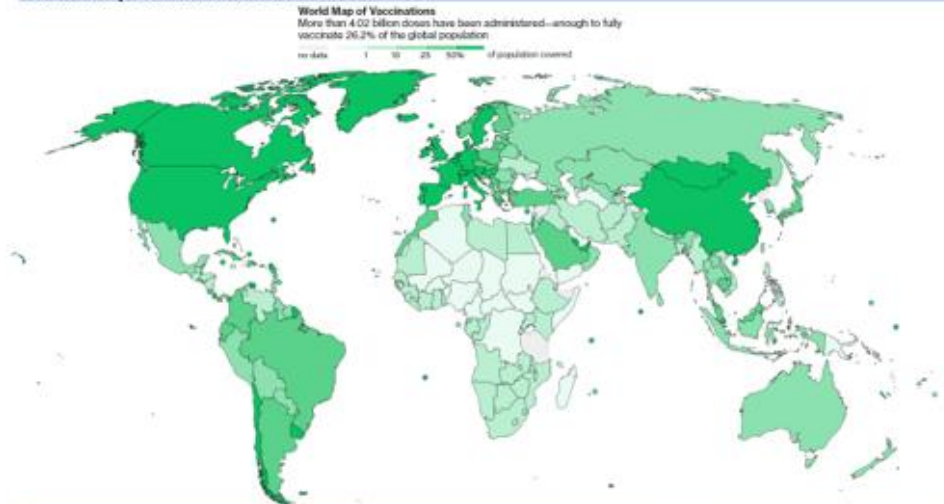 World Map of Vaccinations
More than 4.02 billion doses have been administered—enough to fully
vaccinate 26.2% of the global population
no data 1 10 25 50% of population covered